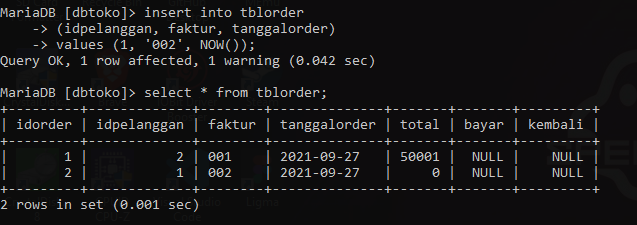 MariaDB [dbtoko]> insert into tblorder
    -> (idpelanggan, faktur, tanggalorder)
    -> values (1, '002', NOW());
Query OK, 1 row affected, 1 warning (0.042 sec)

MariaDB [dbtoko]> select * from tblorder;
+---------+-------------+--------+--------------+-------+-------+---------+
| idorder | idpelanggan | faktur | tanggalorder | total | bayar | kembali |
+---------+-------------+--------+--------------+-------+-------+---------+
|       1 |           2 | 001    | 2021-09-27   | 50001 |  NULL |    NULL |
|       2 |           1 | 002    | 2021-09-27   |     0 |  NULL |    NULL |
+---------+-------------+--------+--------------+-------+-------+---------+
2 rows in set (0.001 sec)